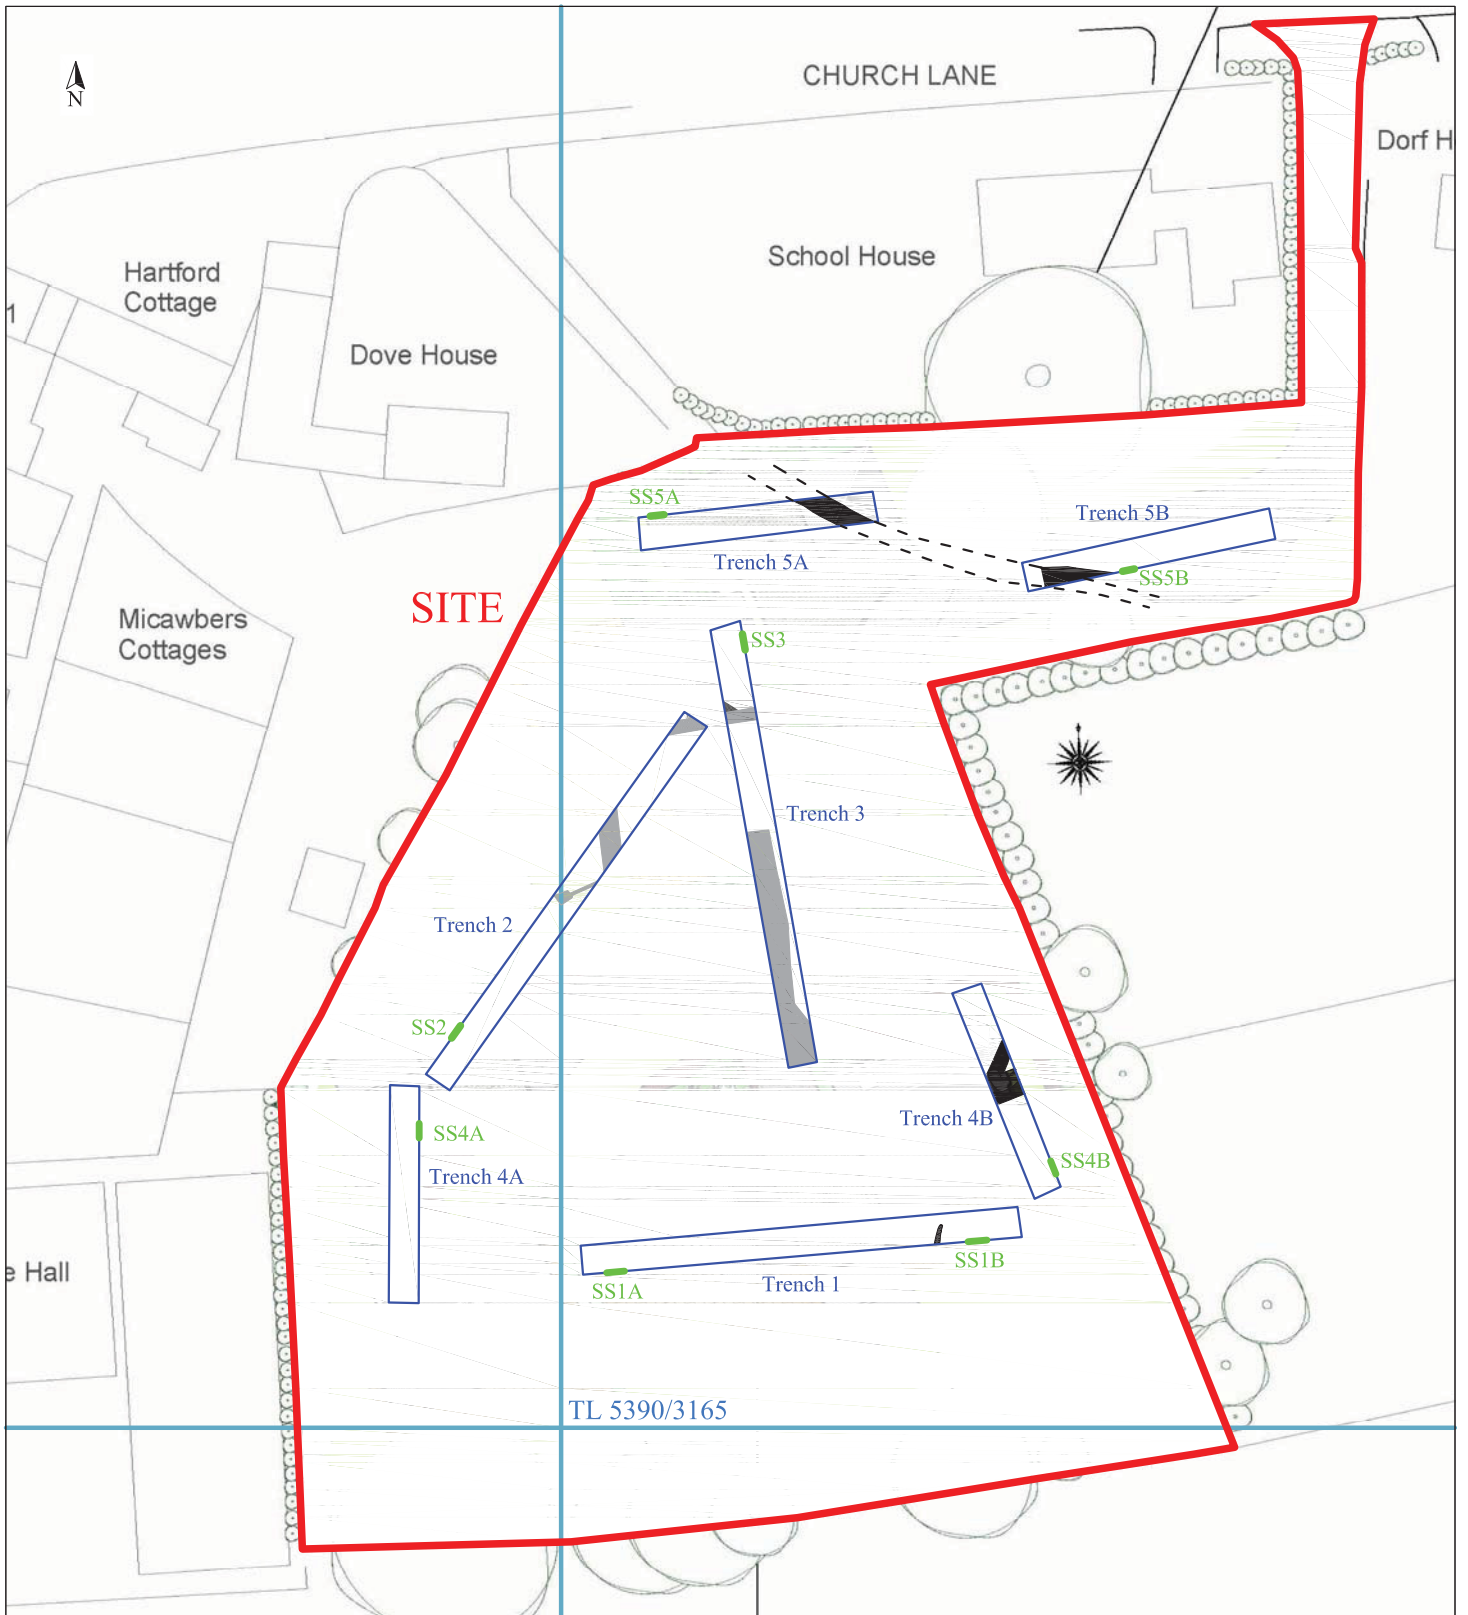 CHURCH LANE
N
Dorf H
School House
Hartford
Cottage
1
Dove House
SS5A
Trench 5B
Trench 5A
SS5B
SITE
Micawbers
Cottages
SS3
Trench 3
Trench 2
SS2
Trench 4B
SS4A
SS4B
Trench 4A
SS1B
e Hall
Trench 1
SS1A
TL 5390/3165